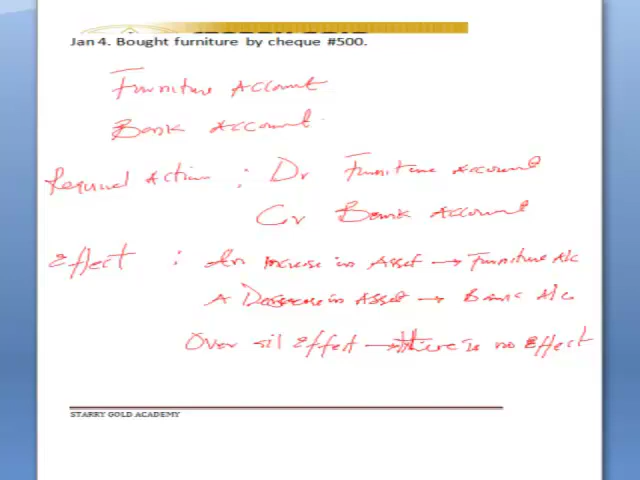 STARRY GOLD
Jan 4. Bought furniture by cheque #500.
Furniture Account
Bank Account
Required Action : Dr Furniture Account
Cr Bank Account
Effect : An increase in Asset → Furniture A/c
A Decrease in Asset → Bank A/c
Over all Effect → there is no Effect
STARRY GOLD ACADEMY